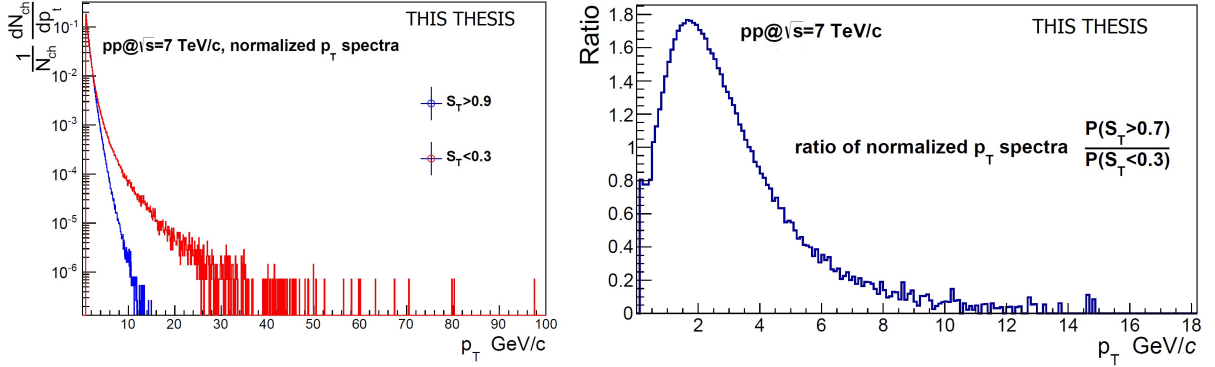 1 dN_ch
N_ch dp_t
THIS THESIS
pp@√s=7 TeV/c, normalized p_T spectra
S_T>0.9
S_T<0.3
10^-1
10^-2
10^-3
10^-4
10^-5
10^-6
10 20 30 40 50 60 70 80 90 100
p_T GeV/c
Ratio
THIS THESIS
pp@√s=7 TeV/c
ratio of normalized p_T spectra
P(S_T>0.7)
P(S_T<0.3)
1.8
1.6
1.4
1.2
1
0.8
0.6
0.4
0.2
0
2 4 6 8 10 12 14 16 18
p_T GeV/c